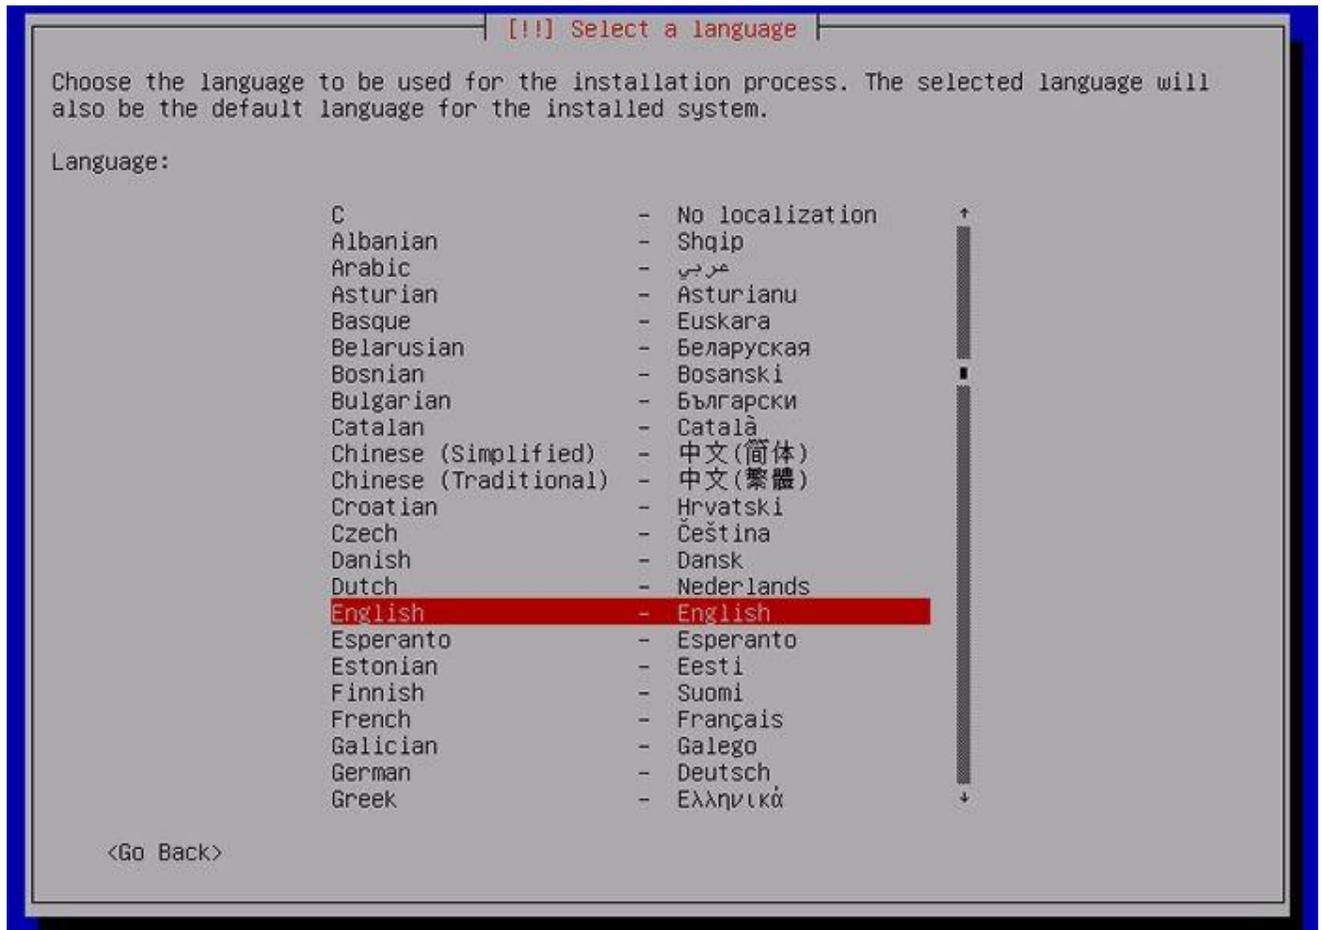 [!!] Select a language
Choose the language to be used for the installation process. The selected language will
also be the default language for the installed system.
Language:
C - No localization
Albanian - Shqip
Arabic - عربي
Asturian - Asturianu
Basque - Euskara
Belarusian - Беларуская
Bosnian - Bosanski
Bulgarian - Български
Catalan - Català
Chinese (Simplified) - 中文(简体)
Chinese (Traditional) - 中文(繁體)
Croatian - Hrvatski
Czech - Čeština
Danish - Dansk
Dutch - Nederlands
English - English
Esperanto - Esperanto
Estonian - Eesti
Finnish - Suomi
French - Français
Galician - Galego
German - Deutsch
Greek - Ελληνικά
<Go Back>